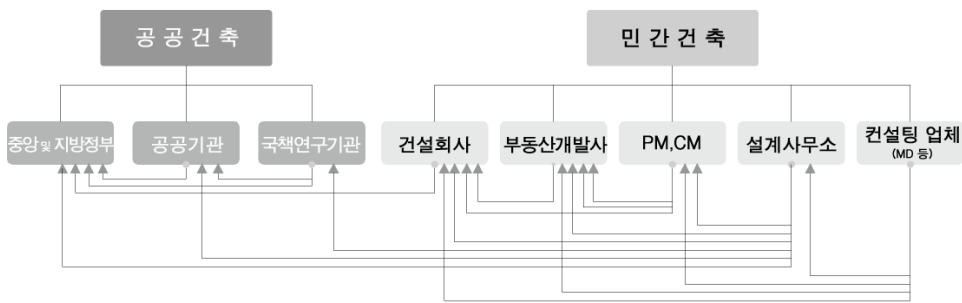 공공건축
민간건축
중앙 및 지방정부
공공기관
국책연구기관
건설회사
부동산개발사
PM,CM
설계사무소
컨설팅 업체
(MD 등)